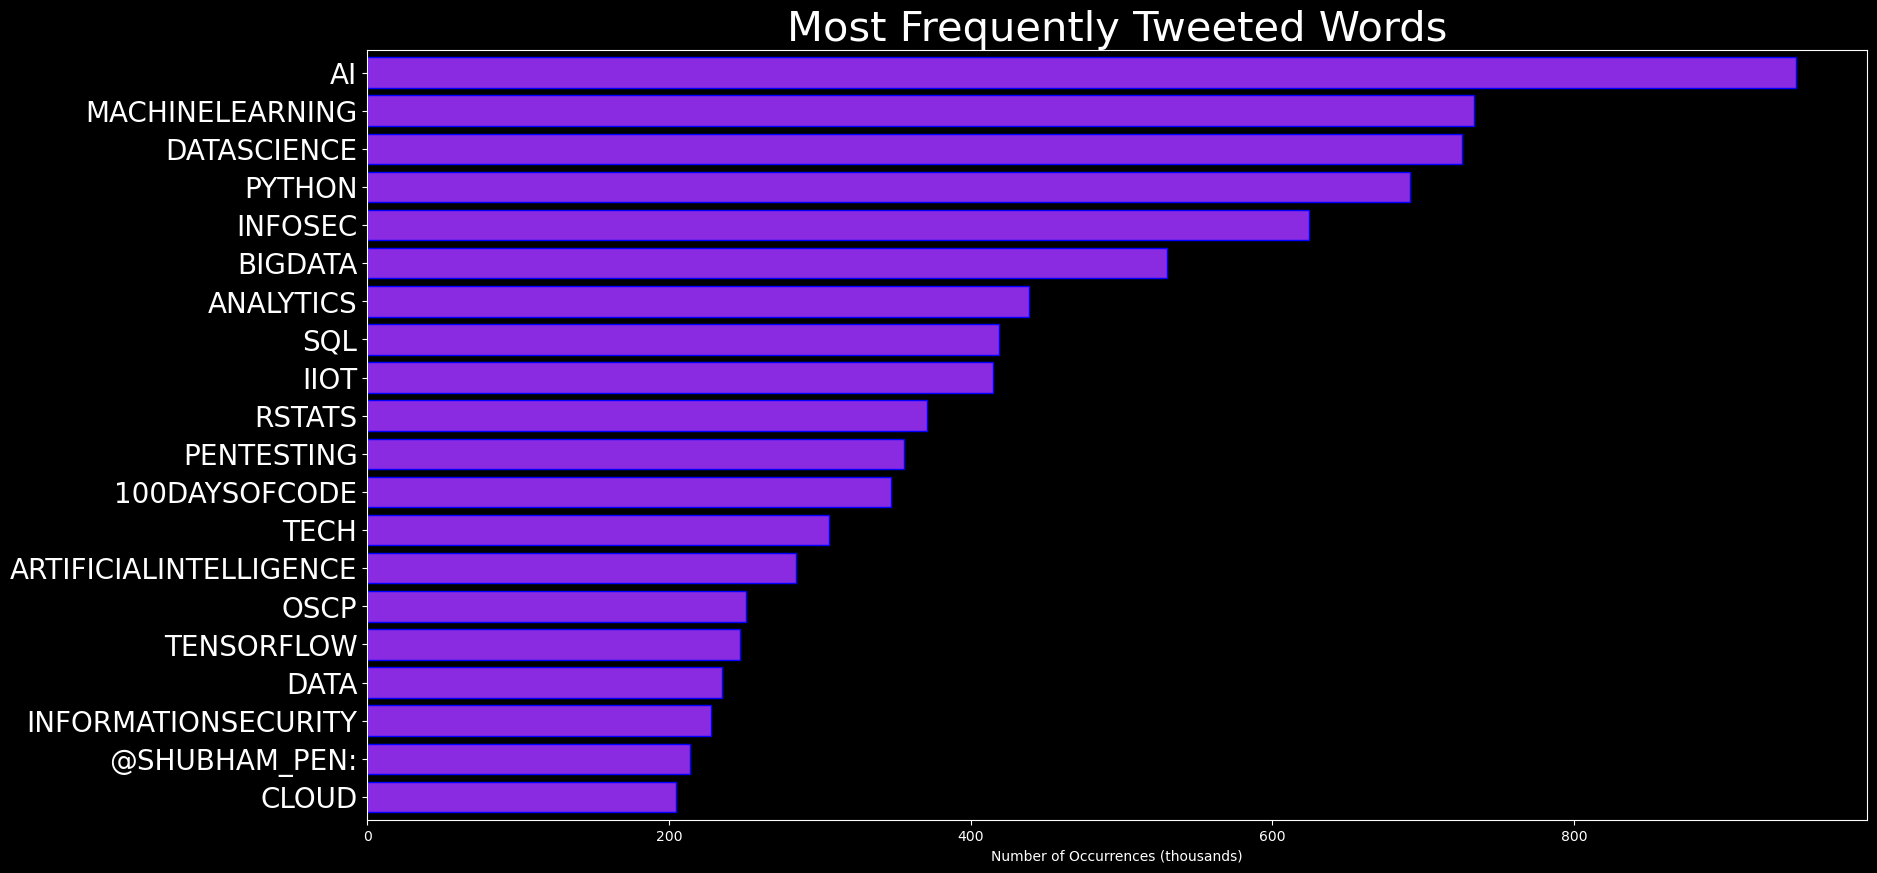 Most Frequently Tweeted Words
AI
MACHINELEARNING
DATASCIENCE
PYTHON
INFOSEC
BIGDATA
ANALYTICS
SQL
IIOT
RSTATS
PENTESTING
100DAYSOFCODE
TECH
ARTIFICIALINTELLIGENCE
OSCP
TENSORFLOW
DATA
INFORMATIONSECURITY
@SHUBHAM_PEN:
CLOUD
0 200 400 600 800
Number of Occurrences (thousands)